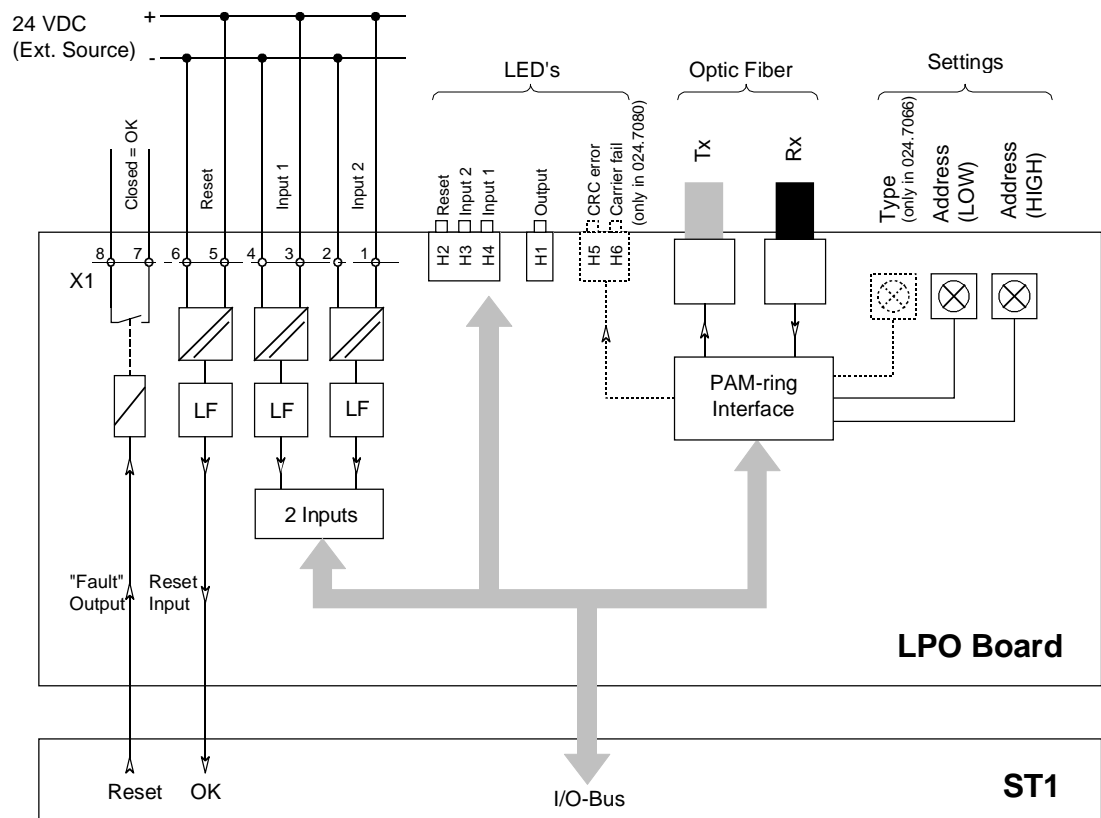 24 VDC
(Ext. Source)
+
-
LED's
Optic Fiber
Settings
Closed = OK
Reset
Input 1
Input 2
Reset
Input 2
Input 1
Output
CRC error
Carrier fail
(only in 024.7080)
Tx
Rx
Type
(only in 024.7066)
Address
(LOW)
Address
(HIGH)
8
7
6
5
4
3
2
1
X1
H2
H3
H4
H1
H5
H6
LF
LF
LF
PAM-ring
Interface
2 Inputs
"Fault"
Output
Reset
Input
LPO Board
Reset
OK
I/O-Bus
ST1